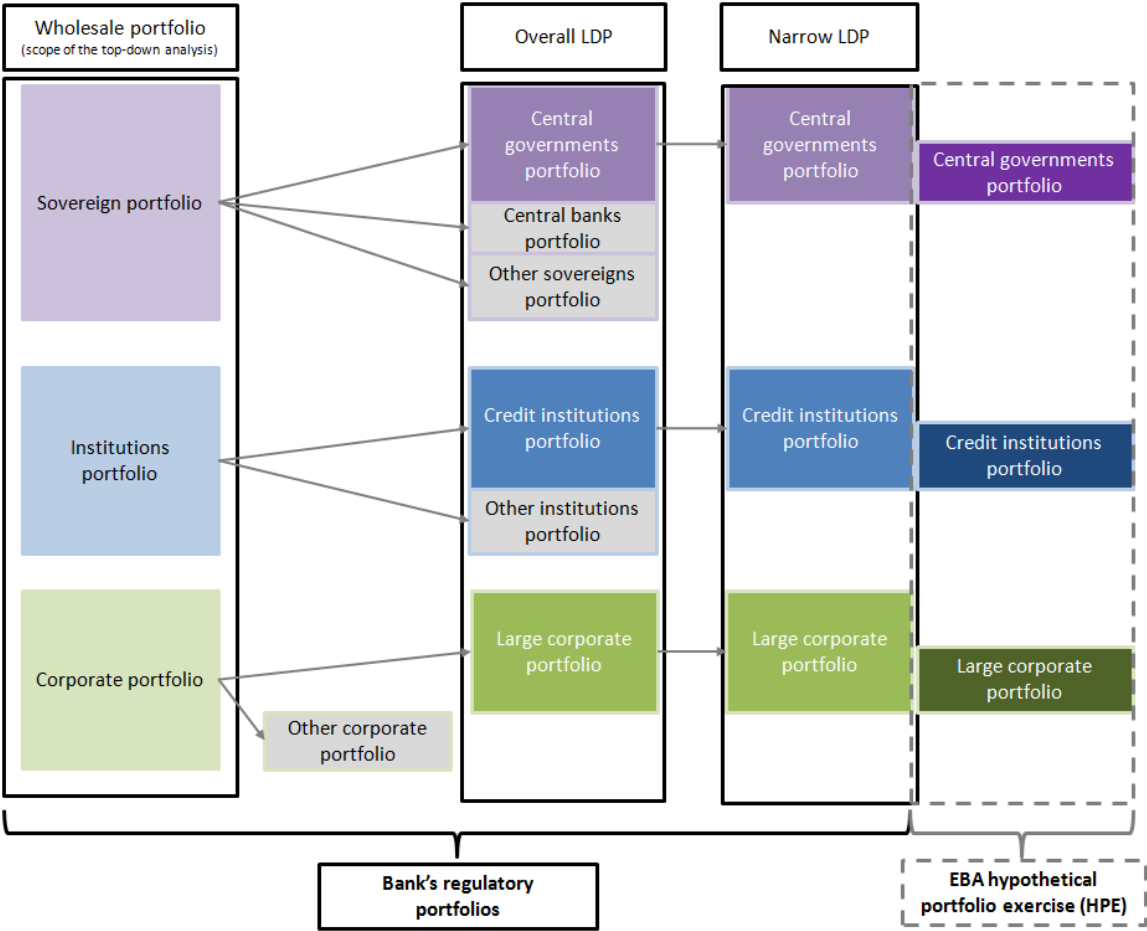 Wholesale portfolio
(scope of the top-down analysis)
Overall LDP
Narrow LDP
Sovereign portfolio
Central
governments
portfolio
Central banks
portfolio
Other sovereigns
portfolio
Central
governments
portfolio
Central governments
portfolio
Institutions
portfolio
Credit institutions
portfolio
Other institutions
portfolio
Credit institutions
portfolio
Credit institutions
portfolio
Corporate portfolio
Other corporate
portfolio
Large corporate
portfolio
Large corporate
portfolio
Large corporate
portfolio
Bank's regulatory
portfolios
EBA hypothetical
portfolio exercise (HPE)